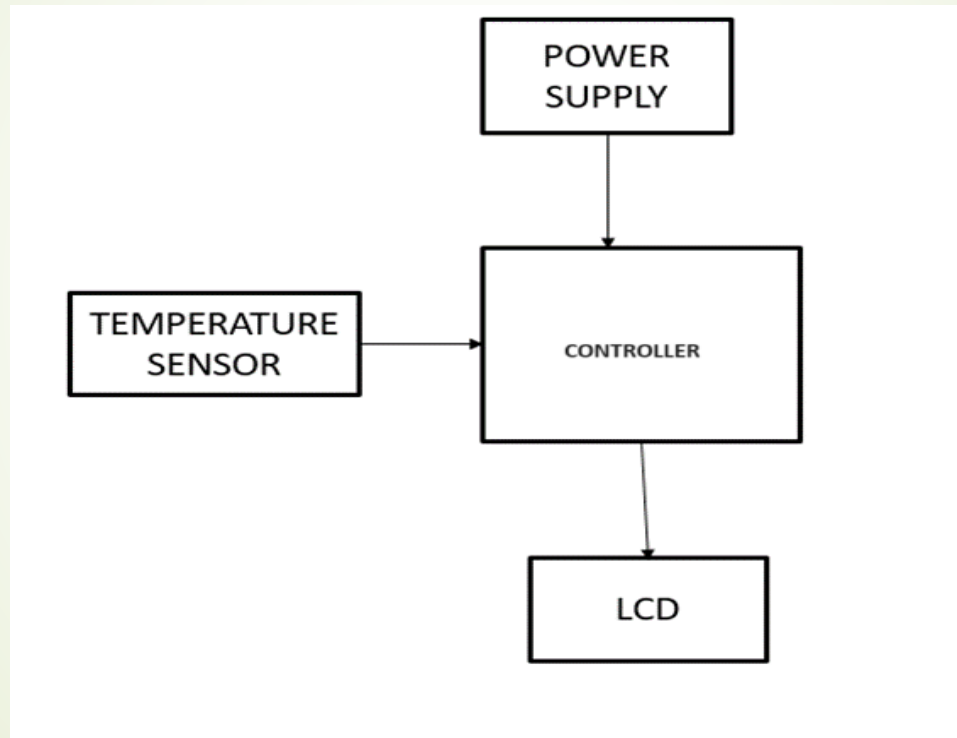 POWER
SUPPLY
TEMPERATURE
SENSOR
CONTROLLER
LCD